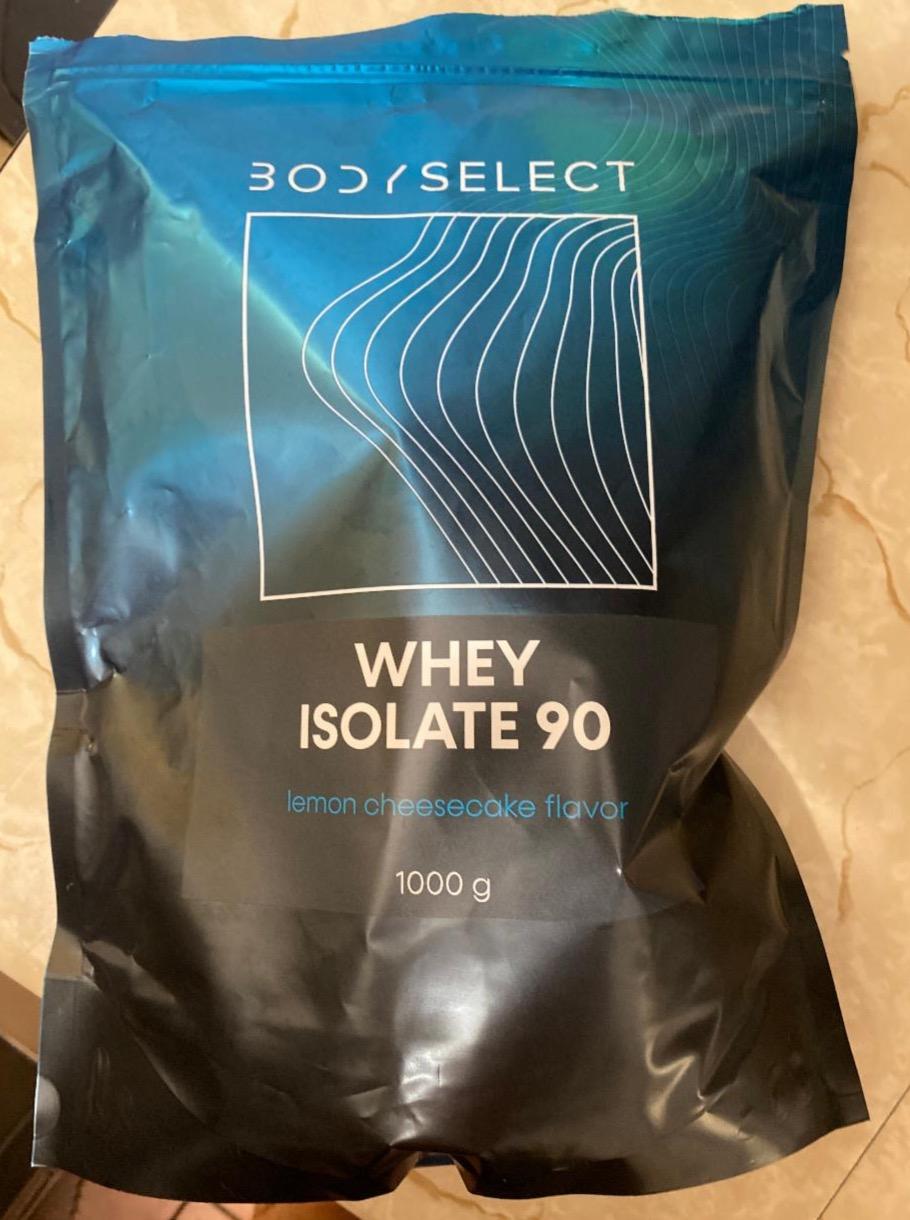 BODYSELECT
WHEY
ISOLATE 90
lemon cheesecake flavor
1000 g